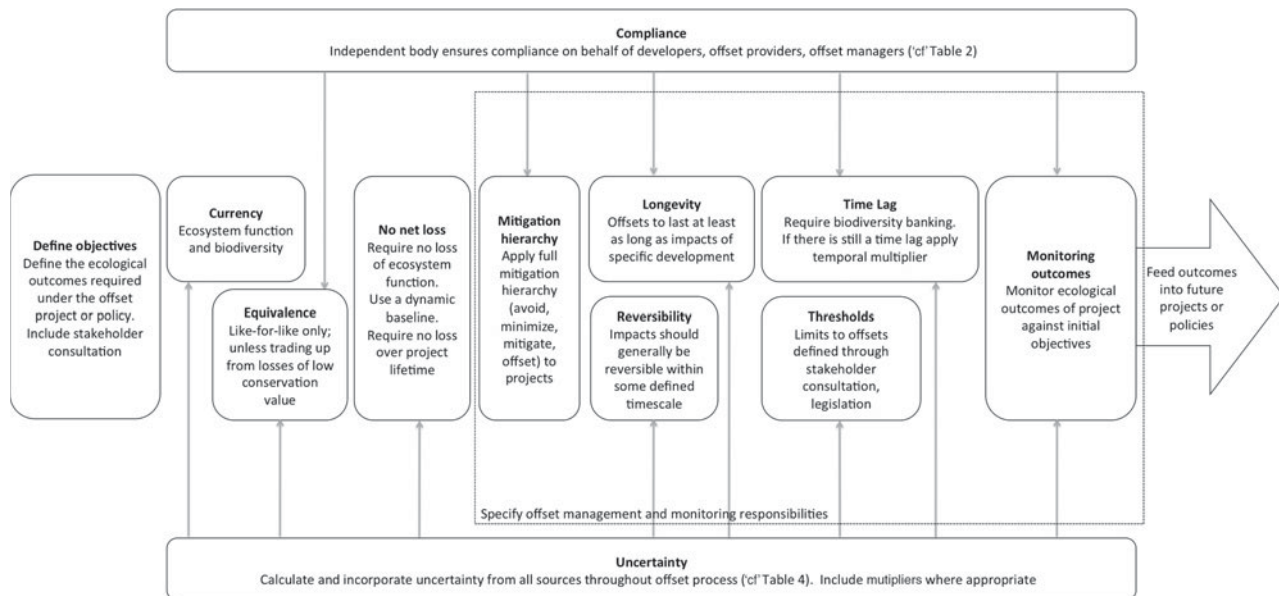 Compliance
Independent body ensures compliance on behalf of developers, offset providers, offset managers ('cf' Table 2)
Define objectives
Define the ecological
outcomes required
under the offset
project or policy.
Include stakeholder
consultation
Currency
Ecosystem function
and biodiversity
Equivalence
Like-for-like only;
unless trading up
from losses of low
conservation
value
No net loss
Require no loss
of ecosystem
function.
Use a dynamic
baseline.
Require no loss
over project
lifetime
Mitigation
hierarchy
Apply full
mitigation
hierarchy
(avoid,
minimize,
mitigate,
offset) to
projects
Longevity
Offsets to last at least
as long as impacts of
specific development
Reversibility
Impacts should
generally be
reversible within
some defined
timescale
Time Lag
Require biodiversity banking.
If there is still a time lag apply
temporal multiplier
Thresholds
Limits to offsets
defined through
stakeholder
consultation,
legislation
Monitoring
outcomes
Monitor ecological
outcomes of project
against initial
objectives
Feed outcomes
into future
projects or
policies
Specify offset management and monitoring responsibilities
Uncertainty
Calculate and incorporate uncertainty from all sources throughout offset process ('cf' Table 4). Include mutipliers where appropriate